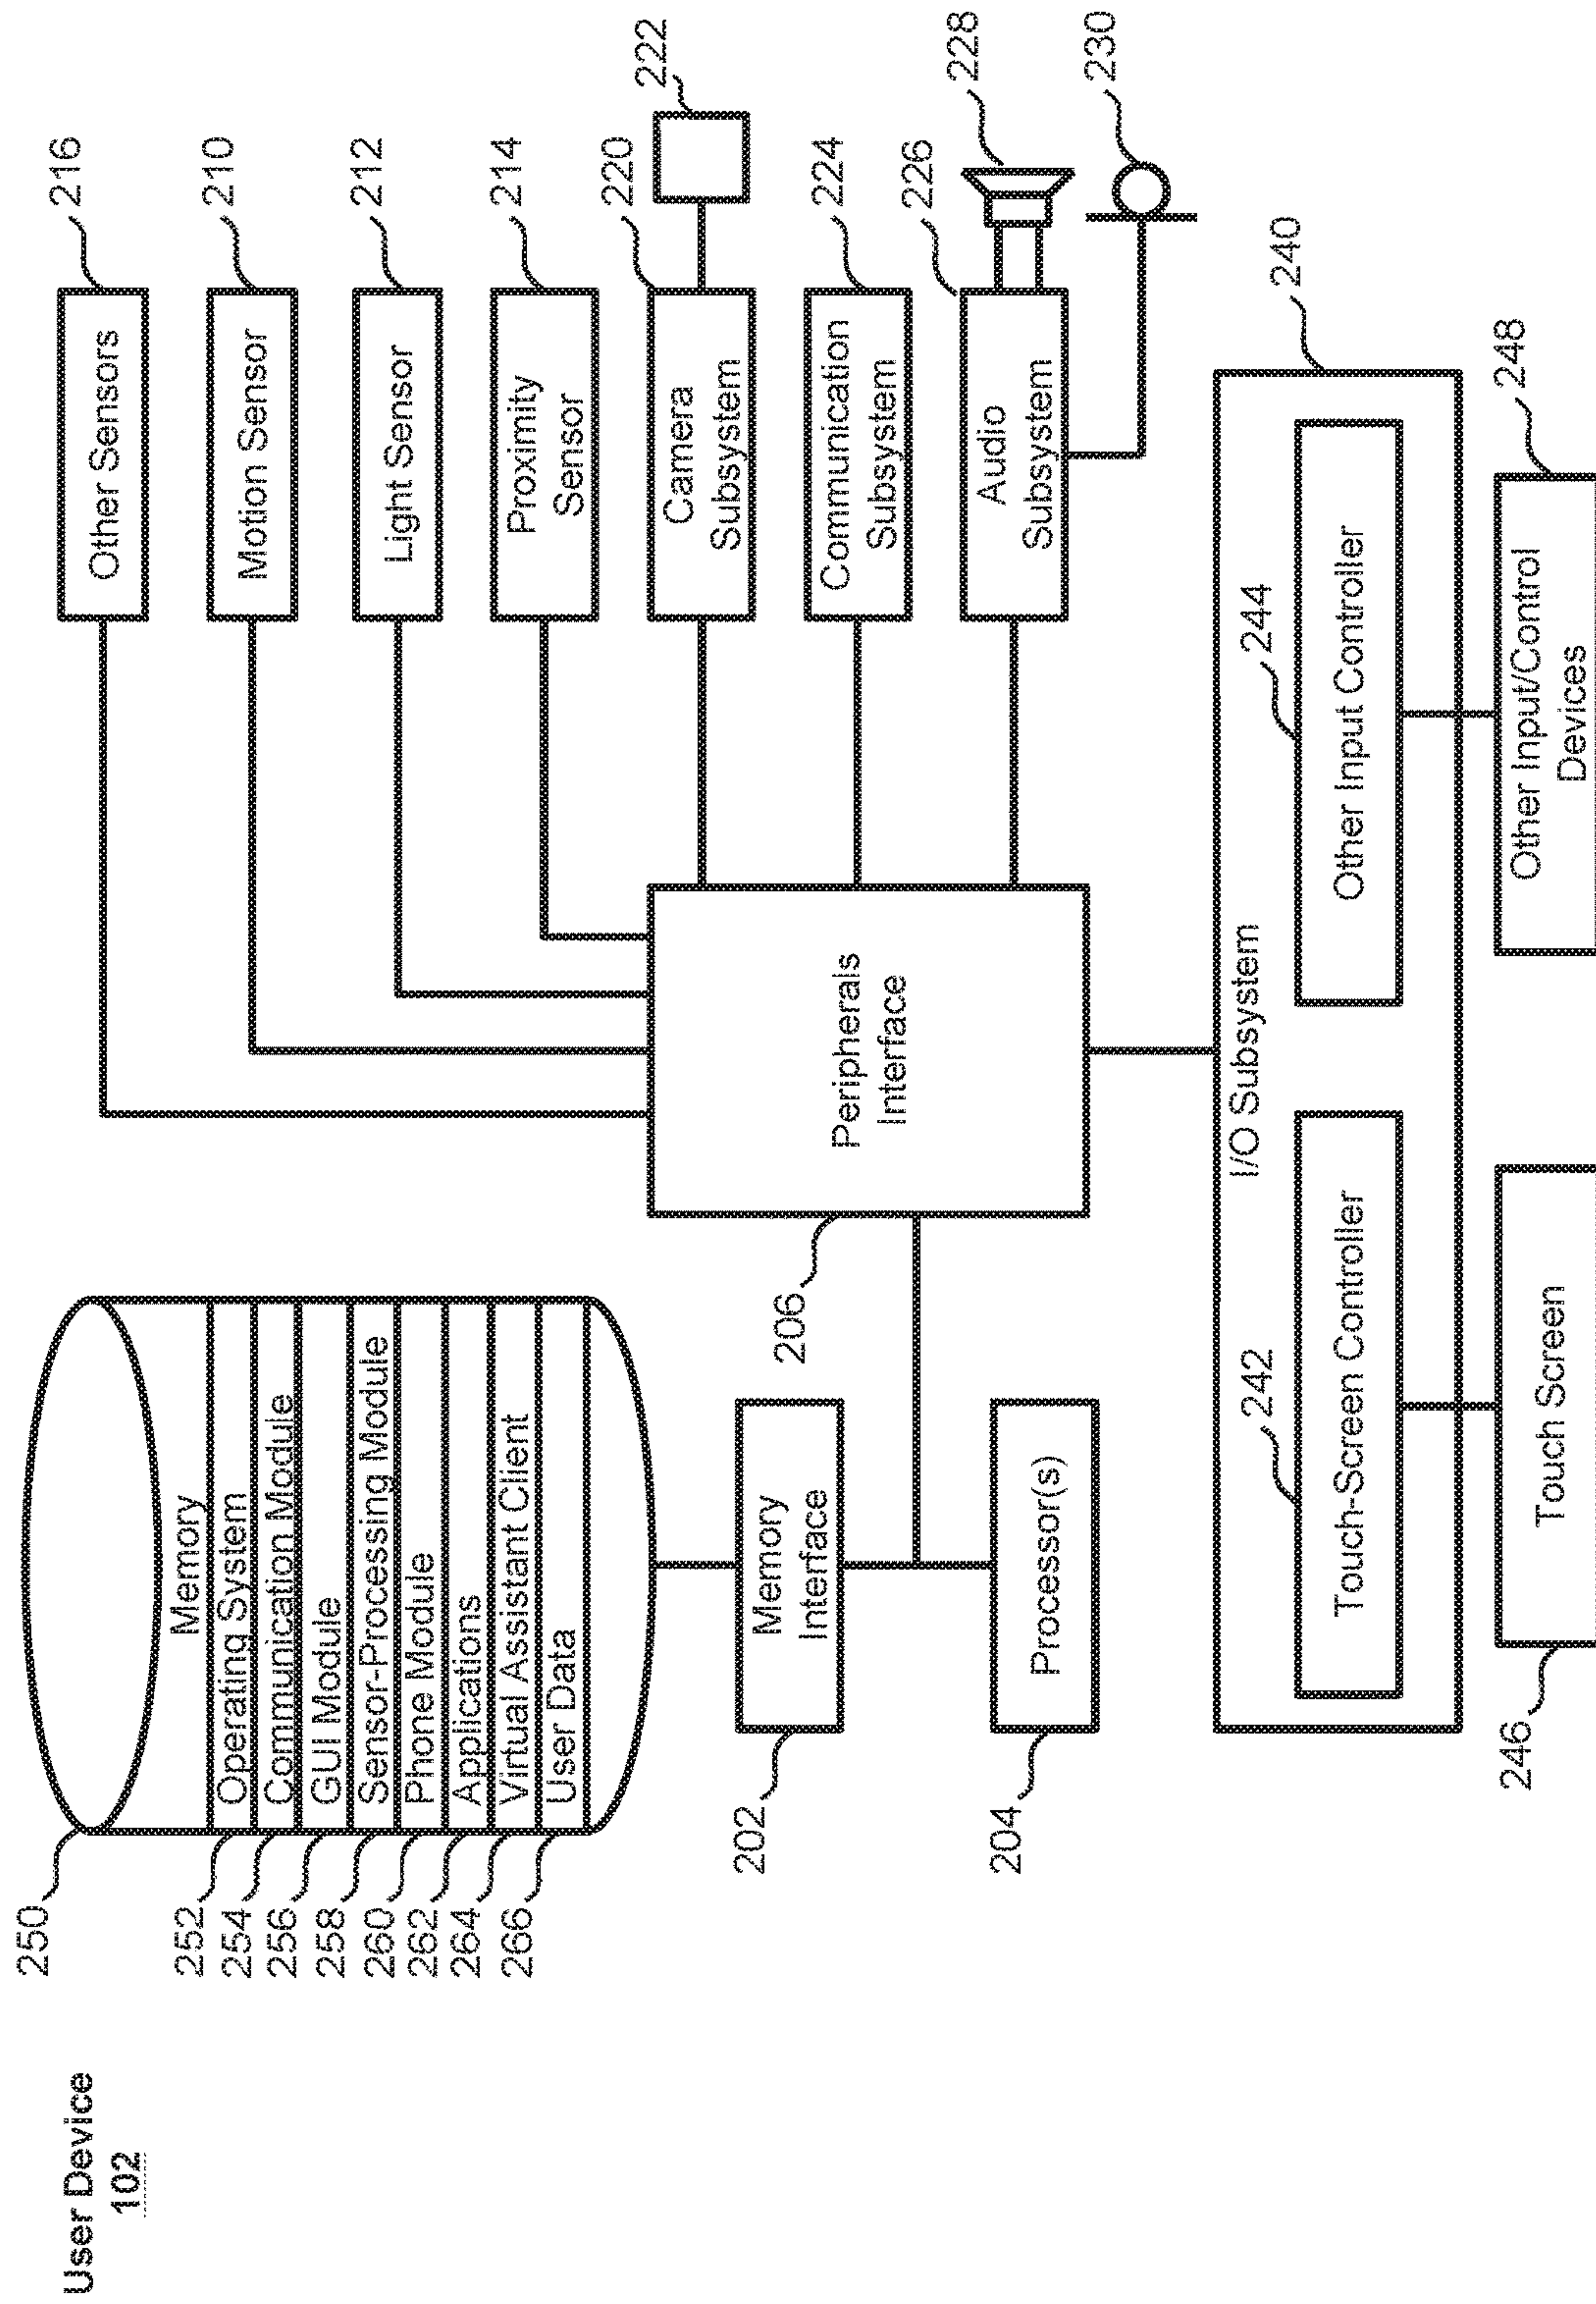 User Device
102
250
Memory
252
Operating System
254
Communication Module
256
GUI Module
258
Sensor-Processing Module
260
Phone Module
262
Applications
264
Virtual Assistant Client
266
User Data
202
Memory
Interface
204
Processor(s)
206
Peripherals
Interface
Other Sensors
216
Motion Sensor
210
Light Sensor
212
Proximity
Sensor
214
Camera
Subsystem
220
222
Communication
Subsystem
224
Audio
Subsystem
226
228
230
I/O Subsystem
240
242
Touch-Screen Controller
244
Other Input Controller
246
Touch Screen
Other Input/Control
Devices
248